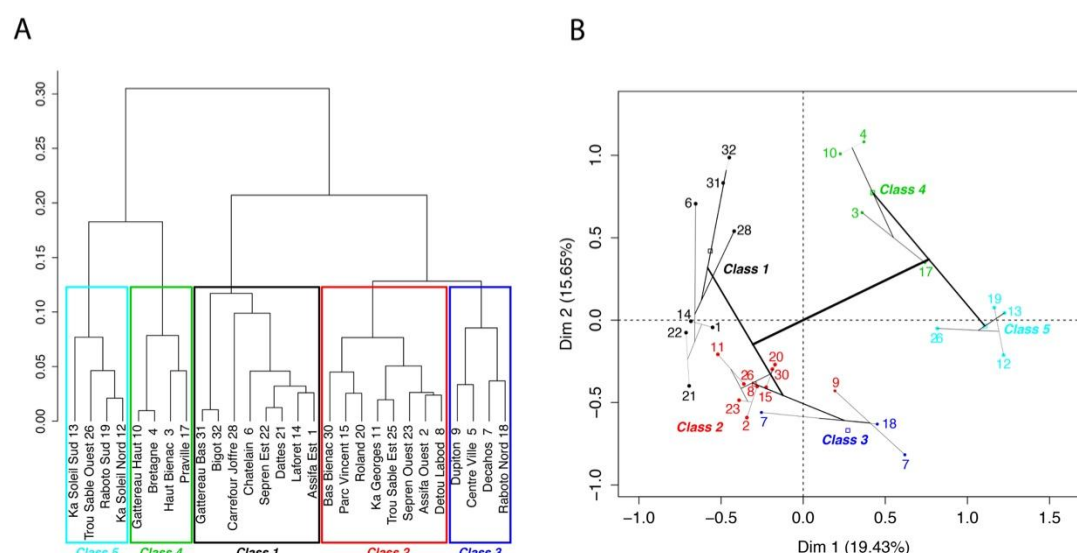 A
0.30
0.25
0.20
0.15
0.10
0.05
0.00
Ka Soleil Sud 13
Trou Sable Ouest 26
Raboto Sud 19
Ka Soleil Nord 12
Gattereau Haut 10
Bretagne 4
Haut Bienac 3
Praville 17
Gattereau Bas 31
Bigot 32
Carrefour Joffre 28
Chatelain 6
Sepren Est 22
Dattes 21
Laforet 14
Assifa Est 1
Bas Bienac 30
Parc Vincent 15
Roland 20
Ka Georges 11
Trou Sable Est 25
Sepren Ouest 23
Assifa Ouest 2
Detou Labod 8
Dupiton 9
Centre Ville 5
Decahos 7
Raboto Nord 18
Class 5
Class 4
Class 1
Class 2
Class 3
B
Dim 2 (15.65%)
1.0
0.5
0.0
−0.5
−1.0
32
31
6
28
Class 1
14
1
22
21
4
10
Class 4
3
17
19
13
26
Class 5
12
11
20
26
30
8
15
23
2
Class 2
7
9
18
Class 3
7
−1.0
−0.5
0.0
0.5
1.0
1.5
Dim 1 (19.43%)